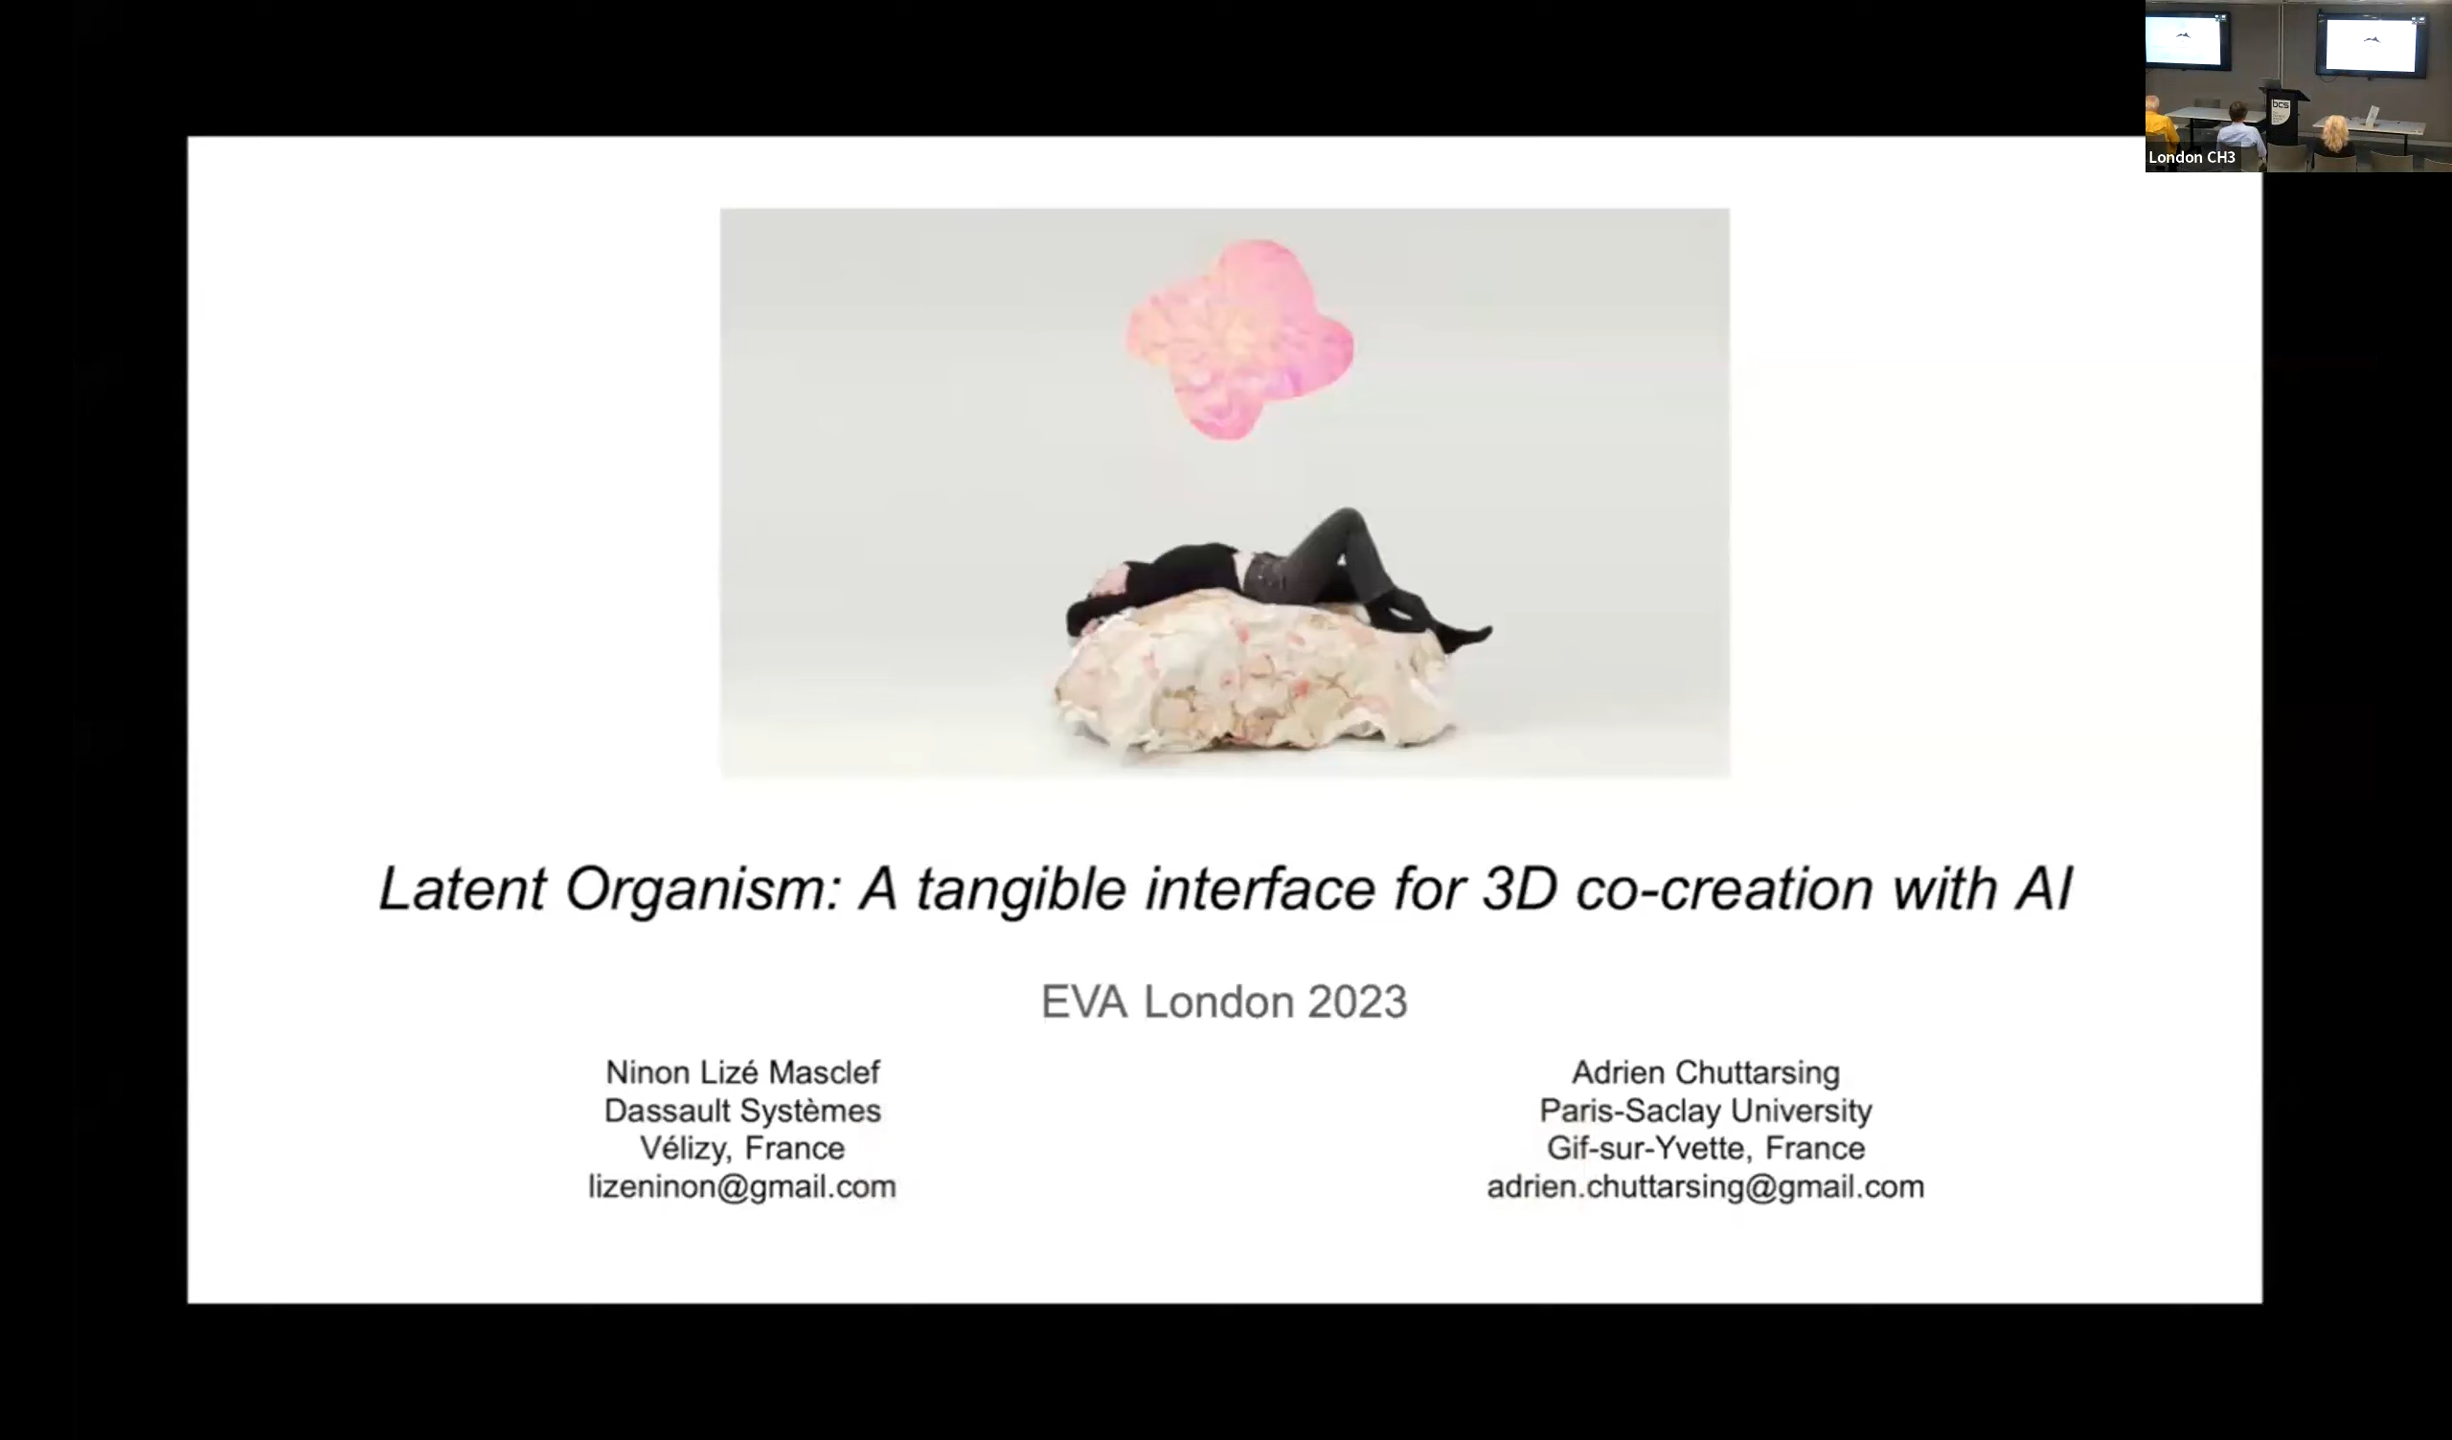 London CH3
bcs
Latent Organism: A tangible interface for 3D co-creation with AI
EVA London 2023
Ninon Lizé Masclef
Dassault Systèmes
Vélizy, France
lizeninon@gmail.com
Adrien Chuttarsing
Paris-Saclay University
Gif-sur-Yvette, France
adrien.chuttarsing@gmail.com